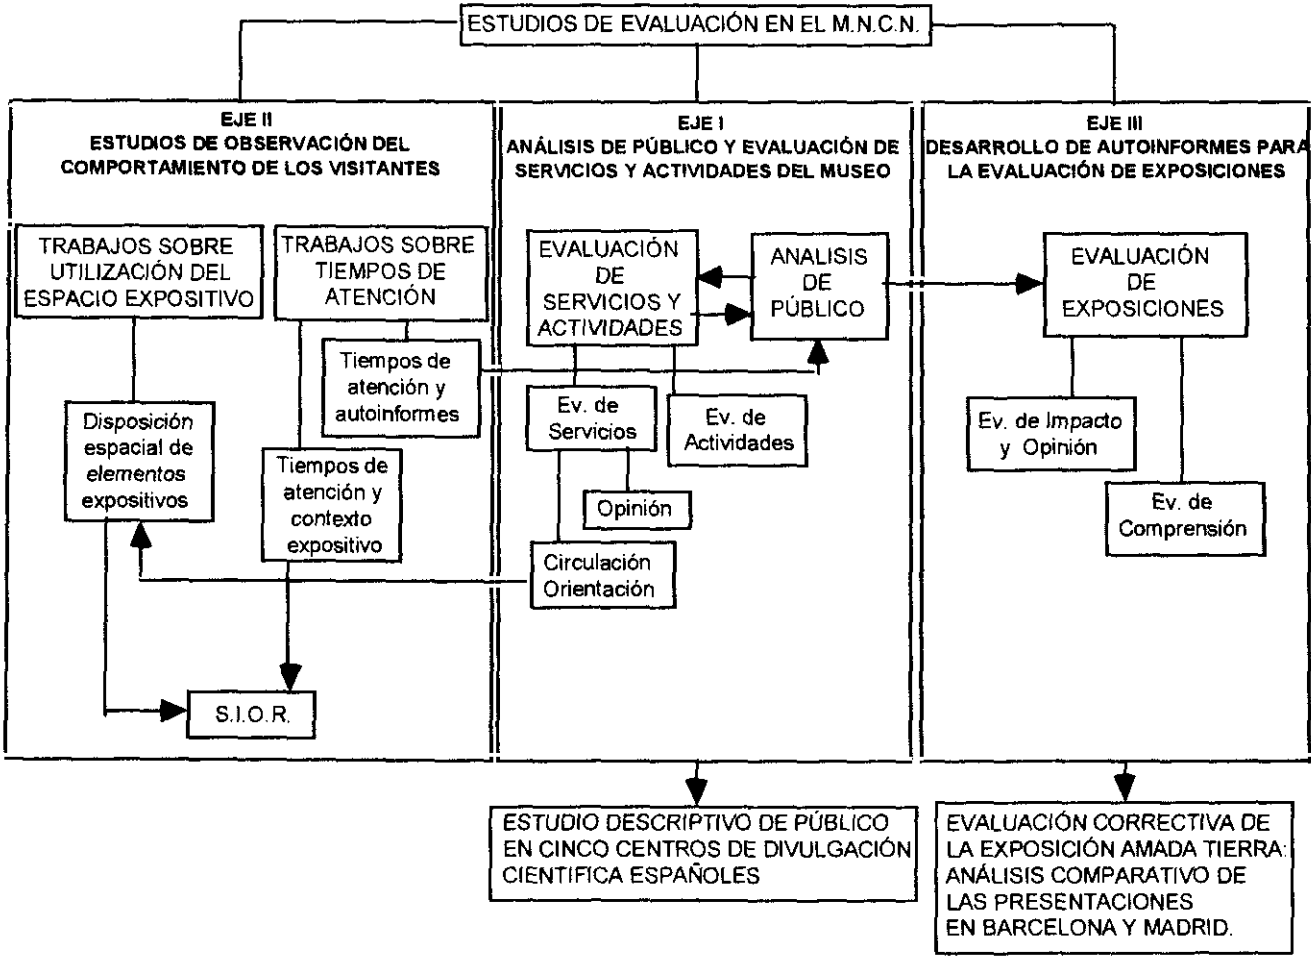 ESTUDIOS DE EVALUACIÓN EN EL M.N.C.N.
EJE II
ESTUDIOS DE OBSERVACIÓN DEL
COMPORTAMIENTO DE LOS VISITANTES
TRABAJOS SOBRE
UTILIZACIÓN DEL
ESPACIO EXPOSITIVO
TRABAJOS SOBRE
TIEMPOS DE
ATENCIÓN
Tiempos de
atención y
autoinformes
Disposición
espacial de
elementos
expositivos
Tiempos de
atención y
contexto
expositivo
S.I.O.R.
EJE I
ANÁLISIS DE PÚBLICO Y EVALUACIÓN DE
SERVICIOS Y ACTIVIDADES DEL MUSEO
EVALUACIÓN
DE
SERVICIOS Y
ACTIVIDADES
ANALISIS
DE
PÚBLICO
Ev. de
Servicios
Ev. de
Actividades
Opinión
Circulación
Orientación
EJE III
DESARROLLO DE AUTOINFORMES PARA
LA EVALUACIÓN DE EXPOSICIONES
EVALUACIÓN
DE
EXPOSICIONES
Ev. de Impacto
y Opinión
Ev. de
Comprensión
ESTUDIO DESCRIPTIVO DE PÚBLICO
EN CINCO CENTROS DE DIVULGACIÓN
CIENTIFICA ESPAÑOLES
EVALUACIÓN CORRECTIVA DE
LA EXPOSICIÓN AMADA TIERRA:
ANÁLISIS COMPARATIVO DE
LAS PRESENTACIONES
EN BARCELONA Y MADRID.